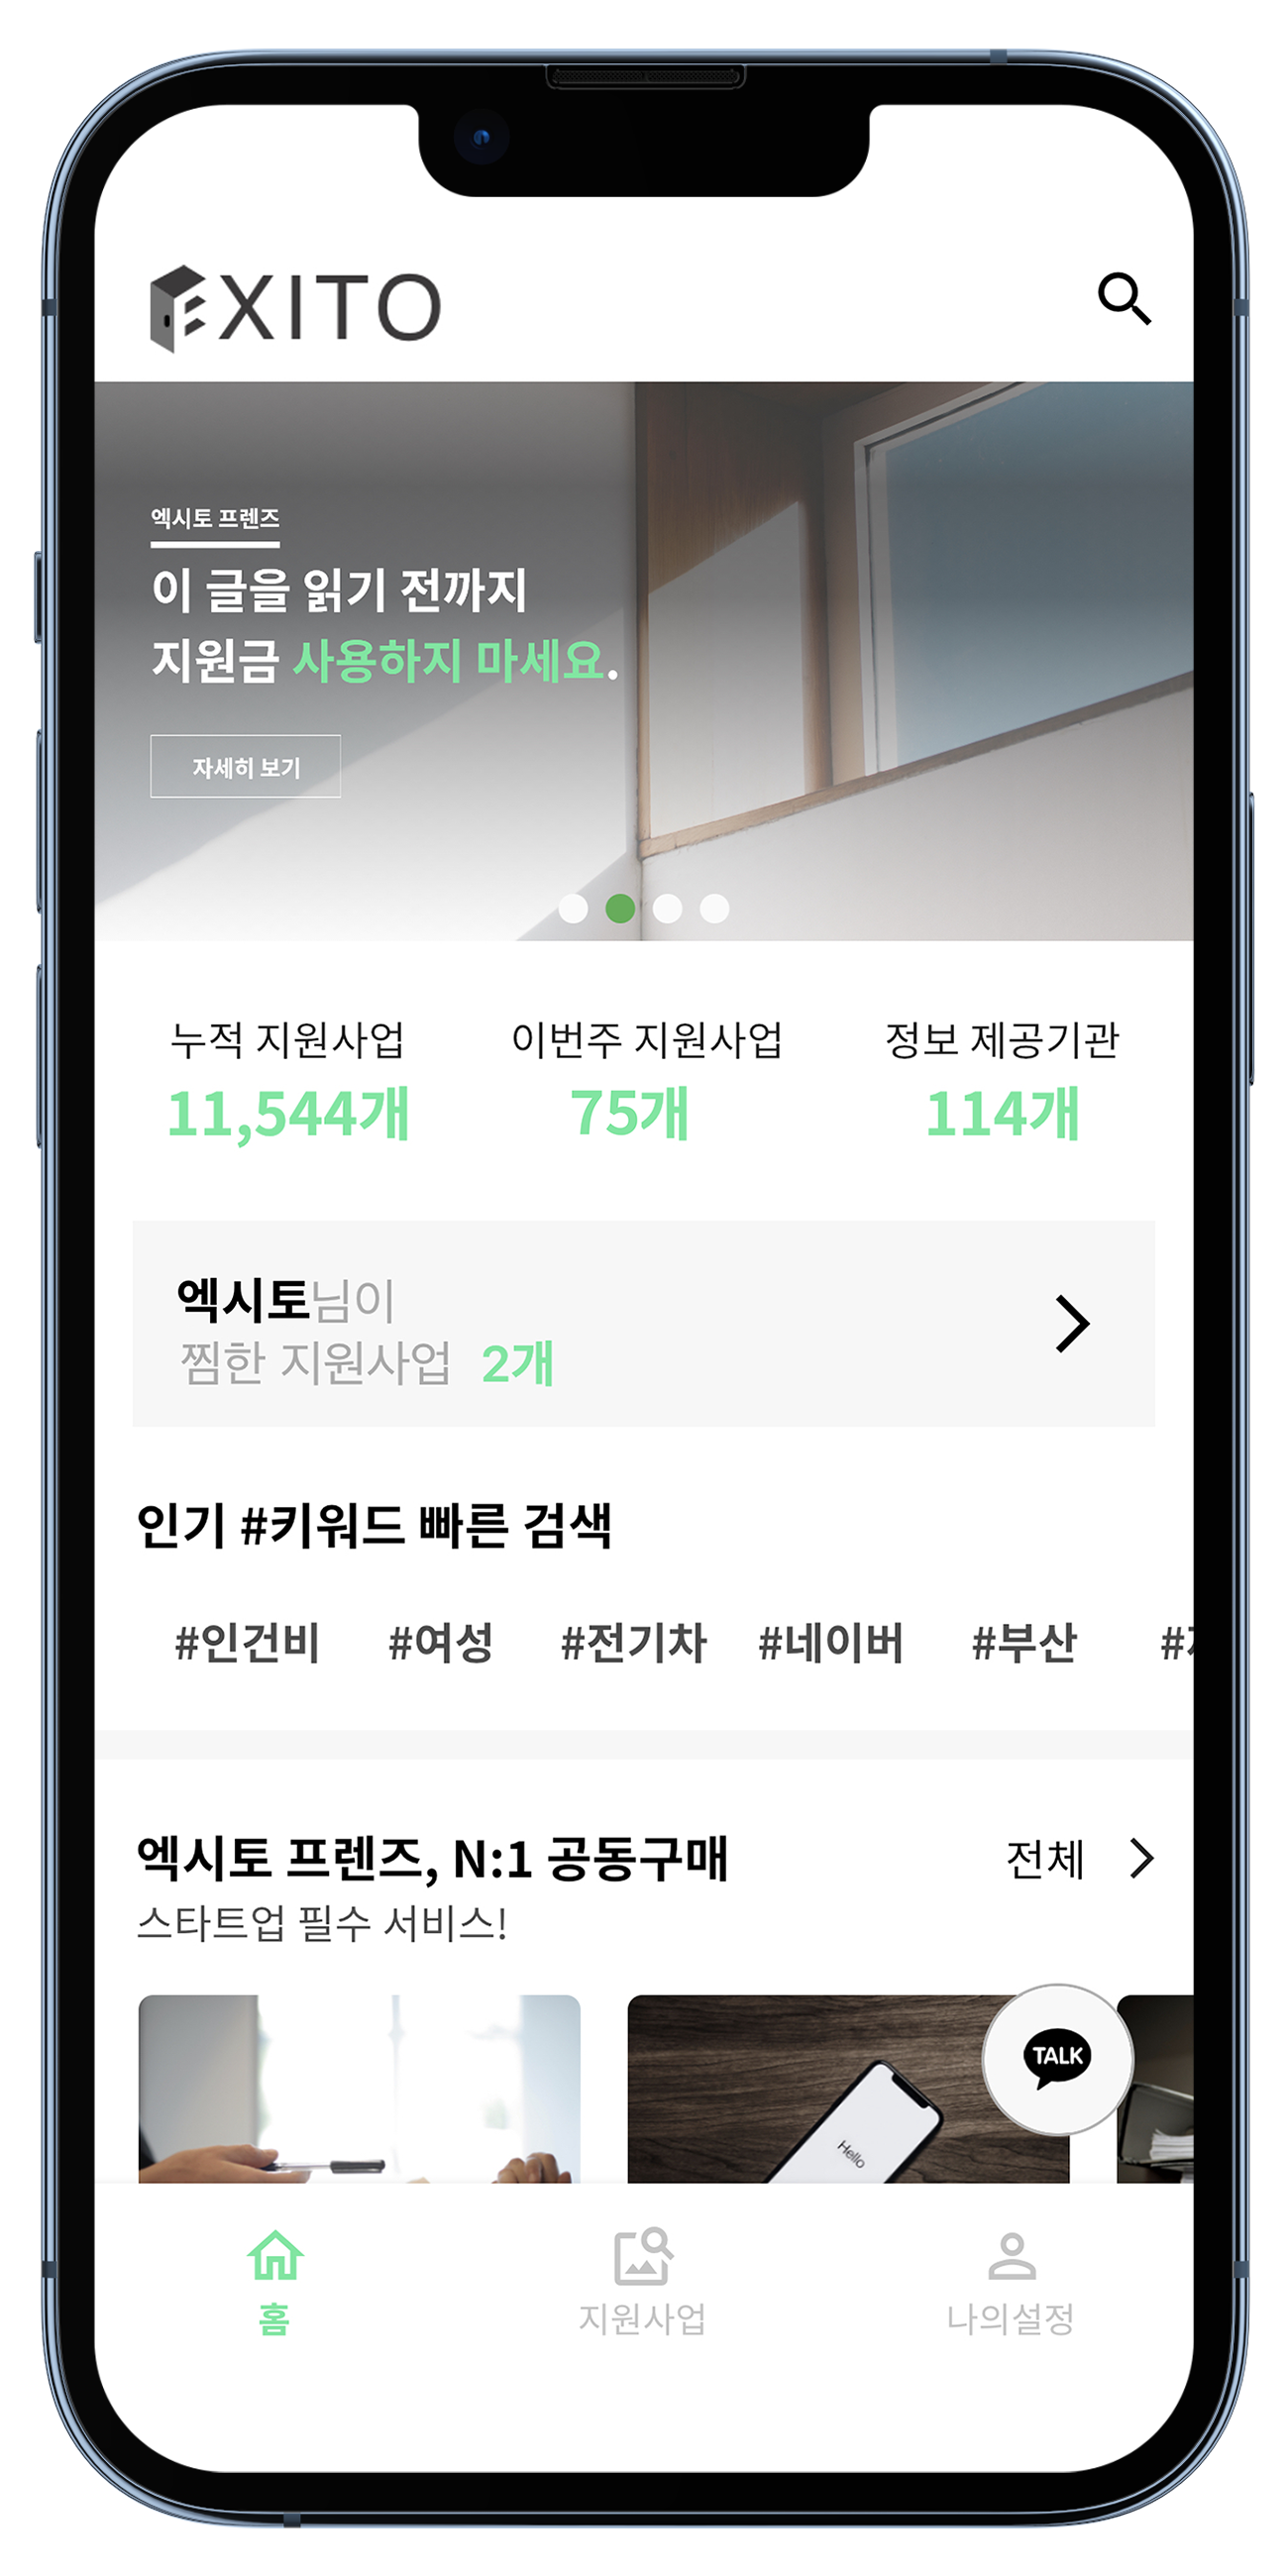 EXITO
엑시토 프렌즈
이 글을 읽기 전까지
지원금 사용하지 마세요.
자세히 보기
누적 지원사업 이번주 지원사업 정보 제공기관
11,544개 75개 114개
엑시토님이
찜한 지원사업 2개
인기 #키워드 빠른 검색
#인건비 #여성 #전기차 #네이버 #부산 #
엑시토 프렌즈, N:1 공동구매 전체
스타트업 필수 서비스!
TALK
Hello
홈 지원사업 나의설정